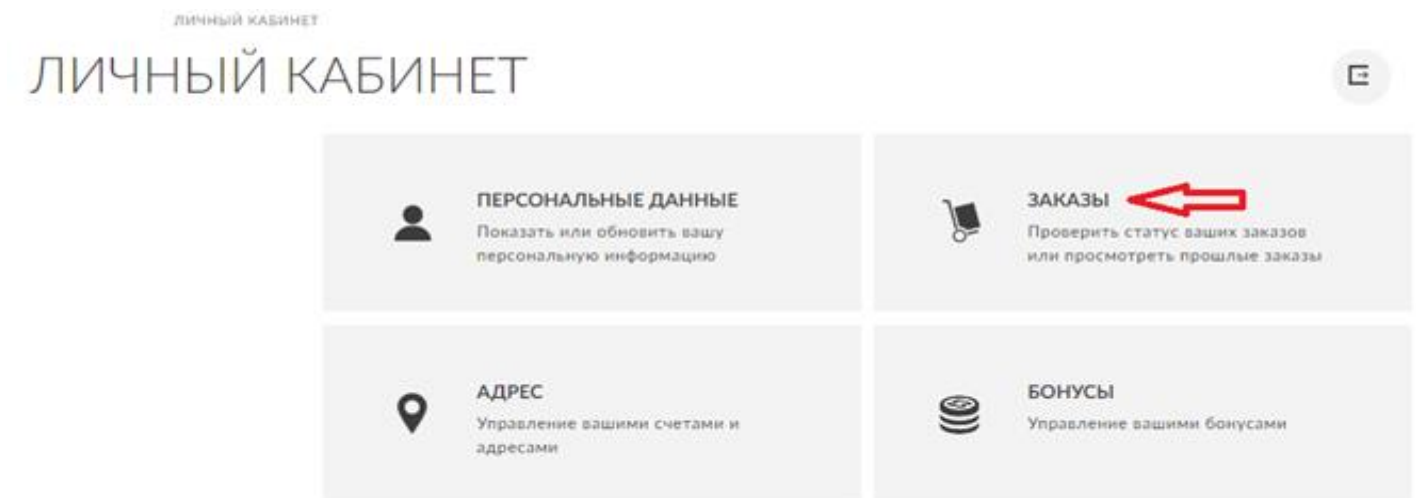 ЛИЧНЫЙ КАБИНЕТ
ЛИЧНЫЙ КАБИНЕТ
ПЕРСОНАЛЬНЫЕ ДАННЫЕ
Показать или обновить вашу
персональную информацию
ЗАКАЗЫ
Проверить статус ваших заказов
или просмотреть прошлые заказы
АДРЕС
Управление вашими счетами и
адресами
БОНУСЫ
Управление вашими бонусами